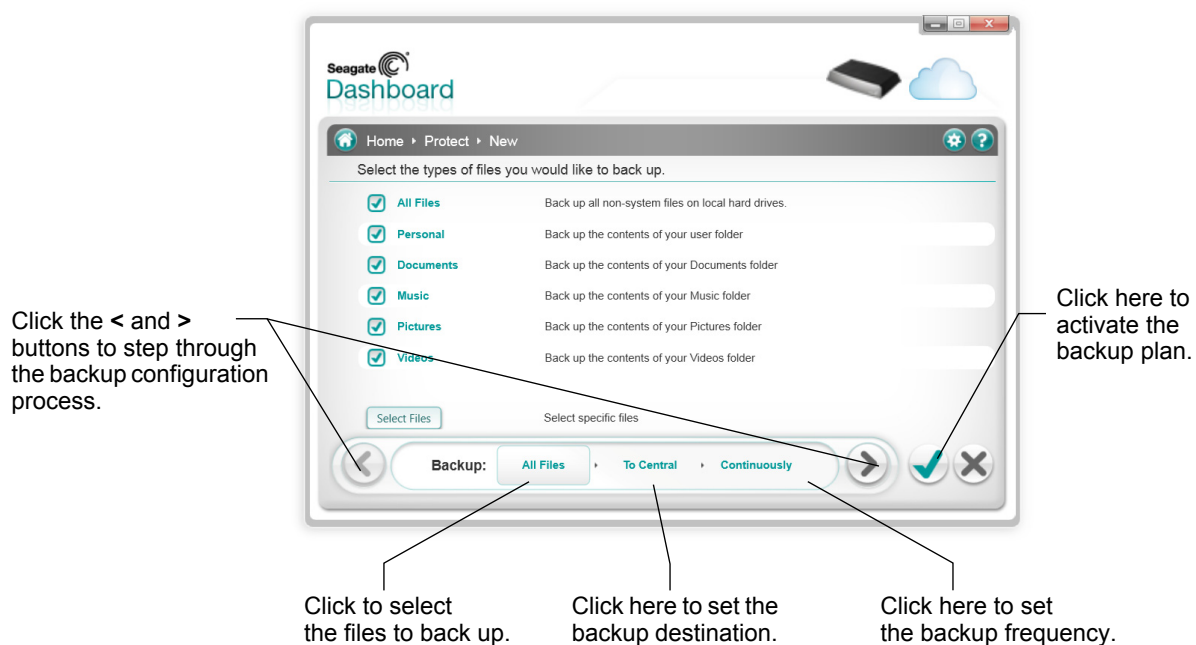 Seagate
Dashboard
Home ▸ Protect ▸ New
?
Select the types of files you would like to back up.
All Files Back up all non-system files on local hard drives.
Personal Back up the contents of your user folder
Documents Back up the contents of your Documents folder
Music Back up the contents of your Music folder
Pictures Back up the contents of your Pictures folder
Videos Back up the contents of your Videos folder
Select Files Select specific files
Backup: All Files ▸ To Central ▸ Continuously
Click the < and >
buttons to step through
the backup configuration
process.
Click here to
activate the
backup plan.
Click to select
the files to back up.
Click here to set the
backup destination.
Click here to set
the backup frequency.